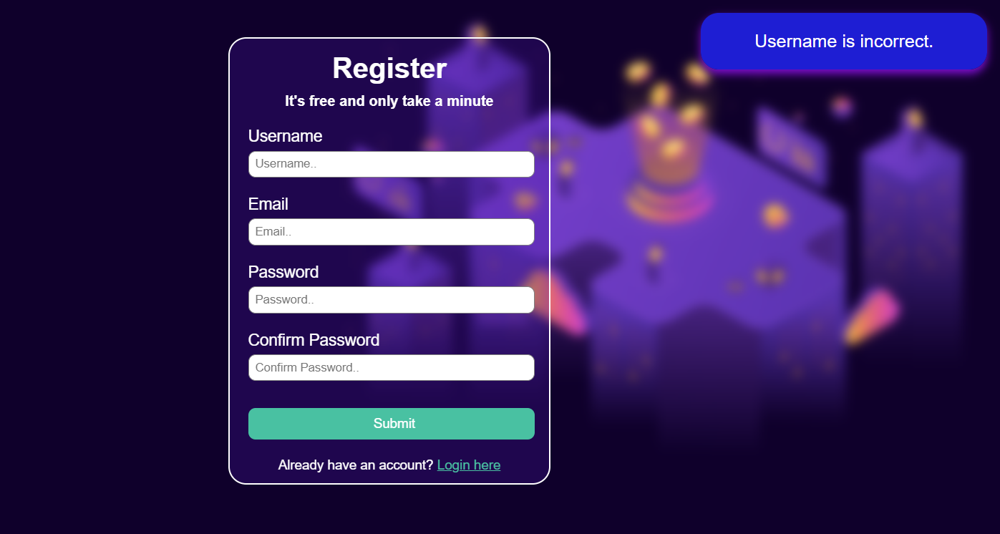 Username is incorrect.
Register
It's free and only take a minute
Username
Username..
Email
Email..
Password
Password..
Confirm Password
Confirm Password..
Submit
Already have an account? Login here